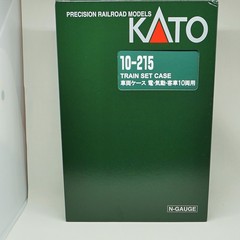 PRECISION RAILROAD MODELS
KATO
10-215
TRAIN SET CASE
車両ケース 電・気動・客車10両用
N-GAUGE